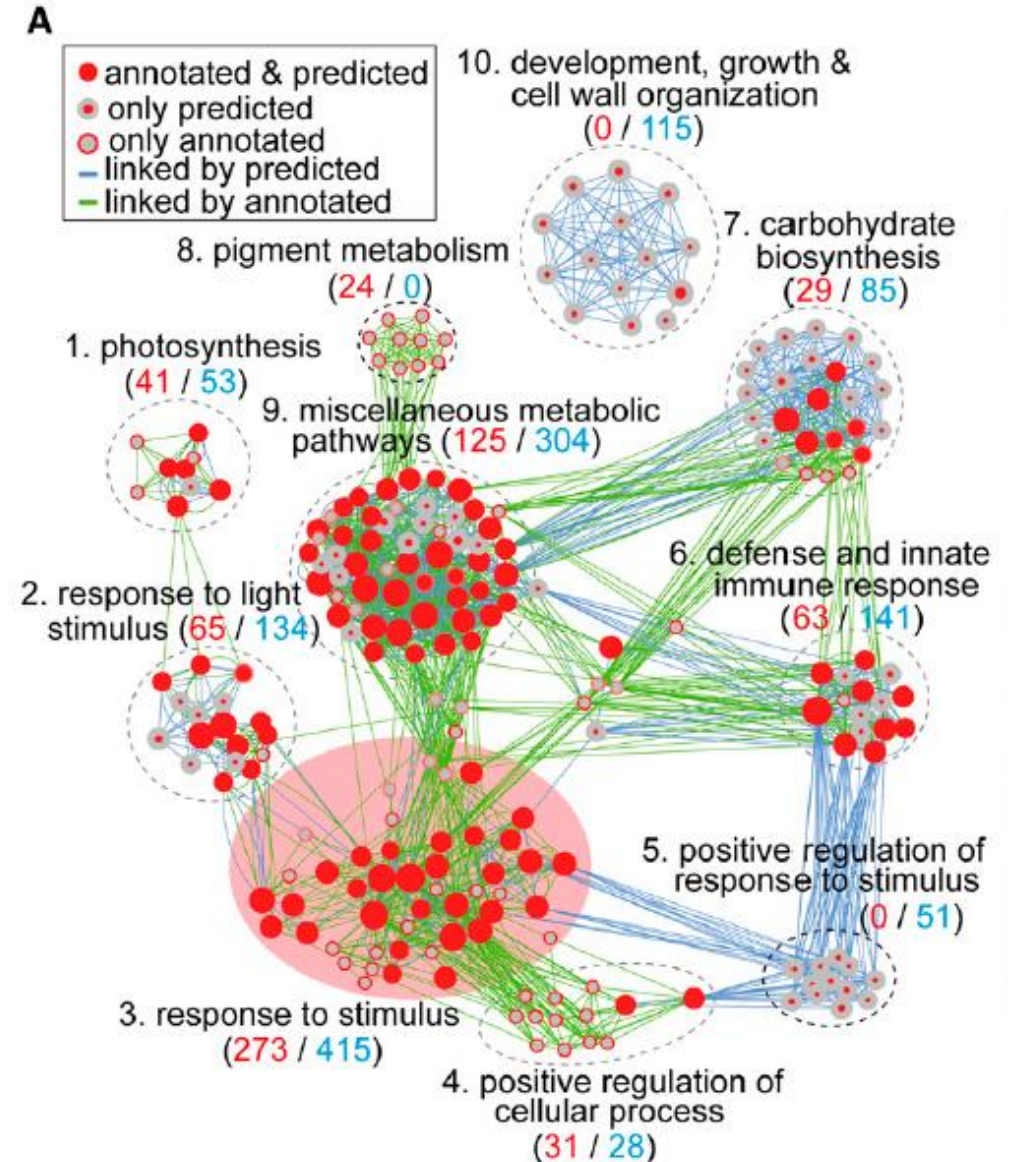 A
annotated & predicted
only predicted
only annotated
linked by predicted
linked by annotated
10. development, growth &
cell wall organization
(0 / 115)
7. carbohydrate
biosynthesis
(29 / 85)
8. pigment metabolism
(24 / 0)
1. photosynthesis
(41 / 53)
9. miscellaneous metabolic
pathways (125 / 304)
6. defense and innate
immune response
(63 / 141)
2. response to light
stimulus (65 / 134)
5. positive regulation of
response to stimulus
(0 / 51)
3. response to stimulus
(273 / 415)
4. positive regulation of
cellular process
(31 / 28)